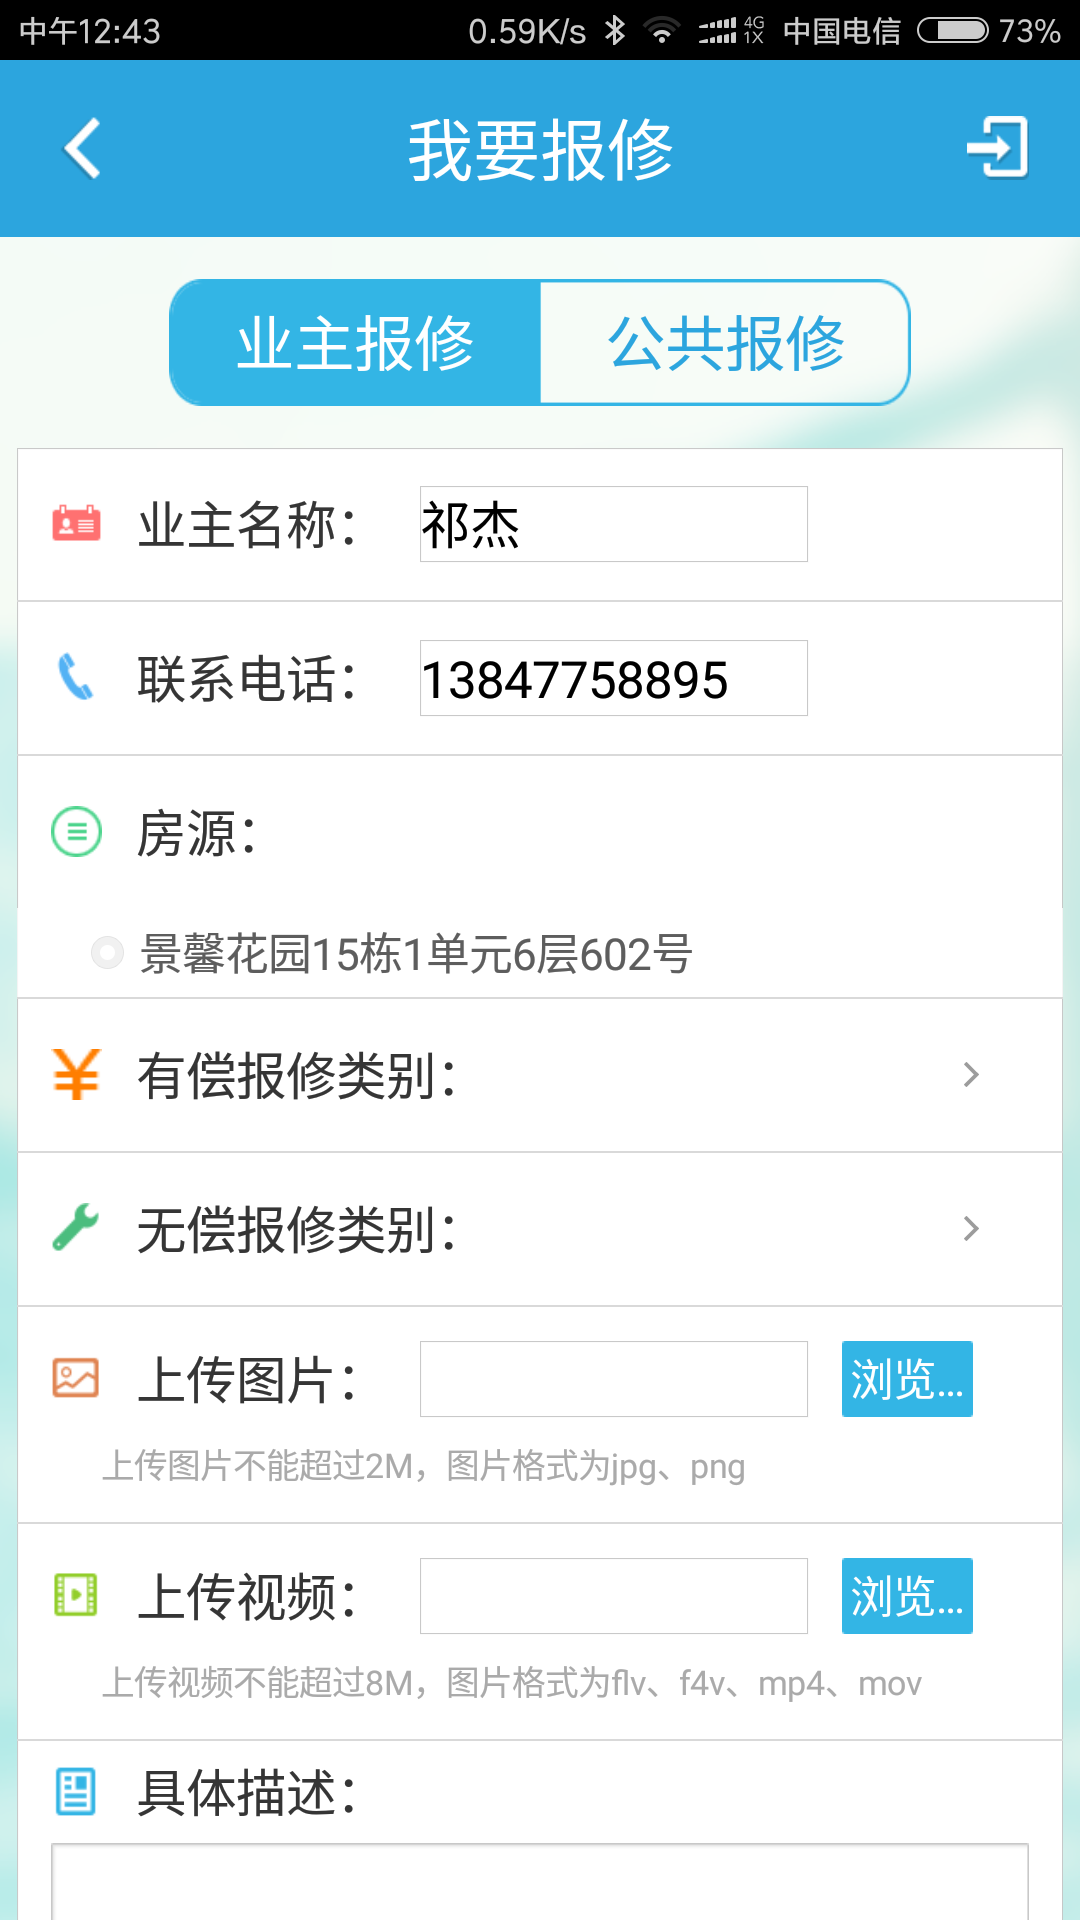 中午12:43 0.59K/s 4G 1X 中国电信 73%
我要报修
业主报修 公共报修
业主名称： 祁杰
联系电话： 13847758895
房源：
景馨花园15栋1单元6层602号
有偿报修类别：
无偿报修类别：
上传图片： 浏览...
上传图片不能超过2M，图片格式为jpg、png
上传视频： 浏览...
上传视频不能超过8M，图片格式为flv、f4v、mp4、mov
具体描述：